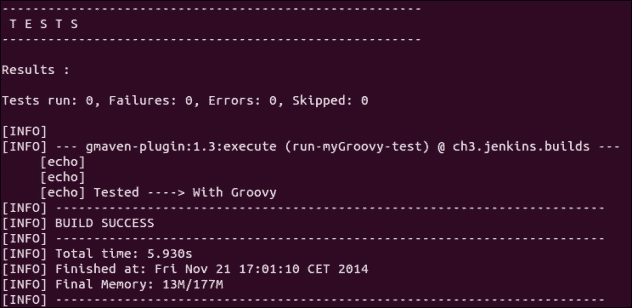 -------------------------------------------------------
 T E S T S
-------------------------------------------------------
Results :
Tests run: 0, Failures: 0, Errors: 0, Skipped: 0
[INFO]
[INFO] --- gmaven-plugin:1.3:execute (run-myGroovy-test) @ ch3.jenkins.builds ---
     [echo]
     [echo]
     [echo] Tested ----> With Groovy
[INFO] ------------------------------------------------------------------------
[INFO] BUILD SUCCESS
[INFO] ------------------------------------------------------------------------
[INFO] Total time: 5.930s
[INFO] Finished at: Fri Nov 21 17:01:10 CET 2014
[INFO] Final Memory: 13M/177M
[INFO] ------------------------------------------------------------------------